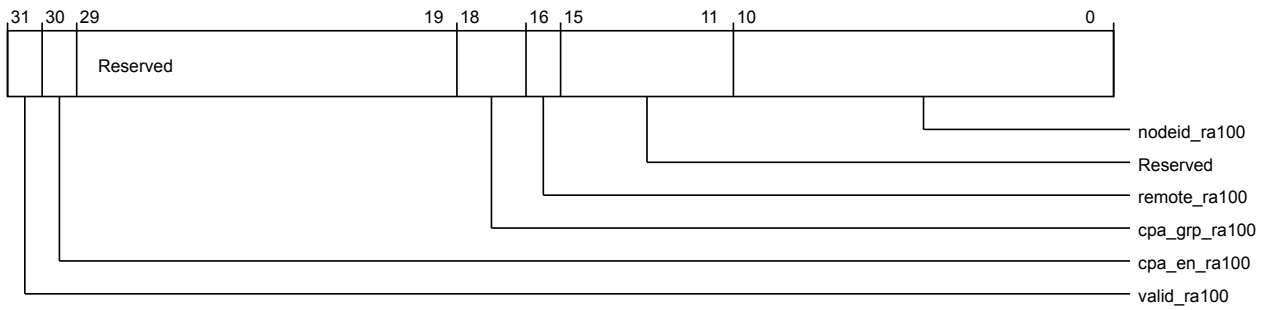 31 30 29 19 18 16 15 11 10 0
Reserved
nodeid_ra100
Reserved
remote_ra100
cpa_grp_ra100
cpa_en_ra100
valid_ra100